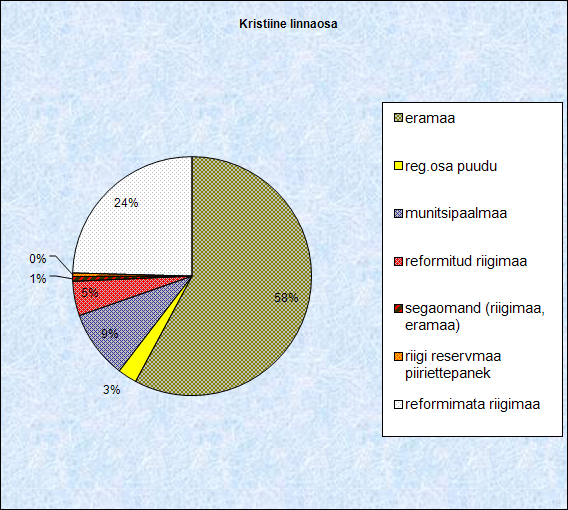 Kristiine linnaosa
24%
0%
1%
5%
9%
3%
58%
eramaa
reg.osa puudu
munitsipaalmaa
reformitud riigimaa
segaomand (riigimaa,
eramaa)
riigi reservmaa
piiriettepanek
reformimata riigimaa